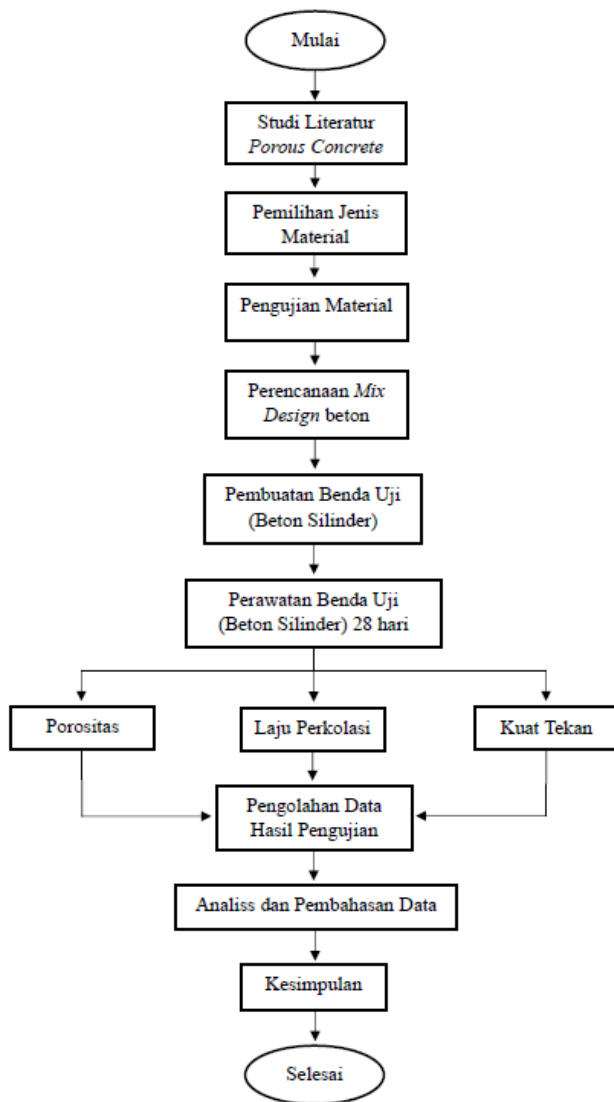 Mulai
Studi Literatur
Porous Concrete
Pemilihan Jenis
Material
Pengujian Material
Perencanaan Mix
Design beton
Pembuatan Benda Uji
(Beton Silinder)
Perawatan Benda Uji
(Beton Silinder) 28 hari
Porositas
Laju Perkolasi
Kuat Tekan
Pengolahan Data
Hasil Pengujian
Analiss dan Pembahasan Data
Kesimpulan
Selesai